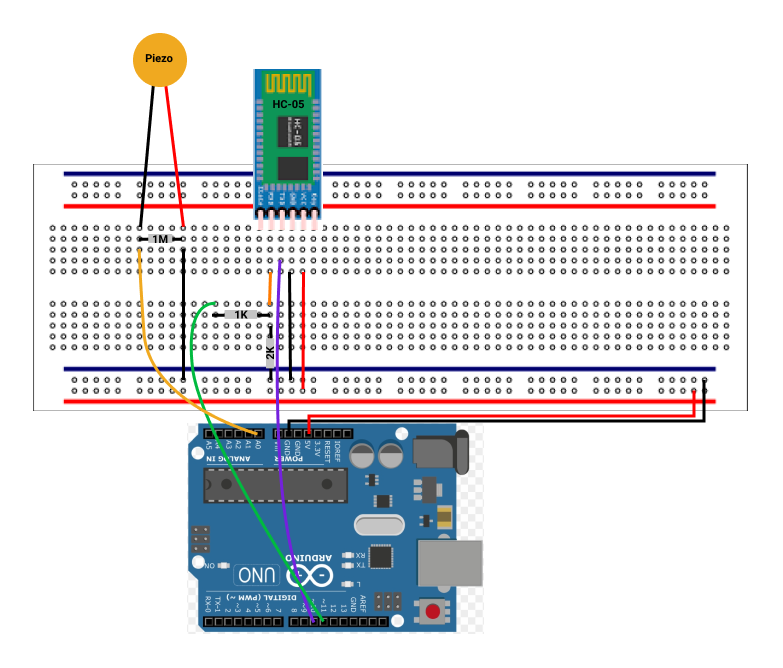 Piezo
HC-05
HC-05
State
RXD
TXD
GND
VCC
Key
1M
1K
2K
A5
A4
A3
A2
A1
A0
GND
GND
5V
3.3V
RESET
IOREF
ANALOG IN
POWER
RX
TX
ON
UNO
ARDUINO
L
DIGITAL (PWM ~)
RX-0
TX-1
2
~3
4
~5
~6
7
8
~9
~10
~11
12
13
GND
AREF